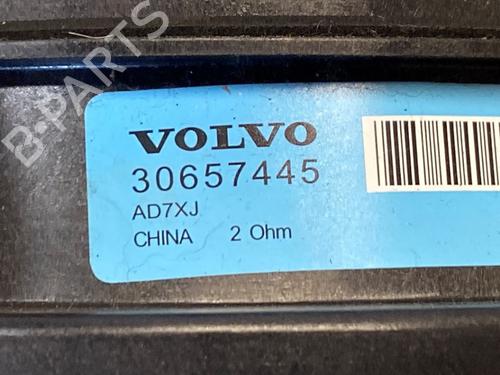 B-PARTS
VOLVO
30657445
AD7XJ
CHINA 2 Ohm